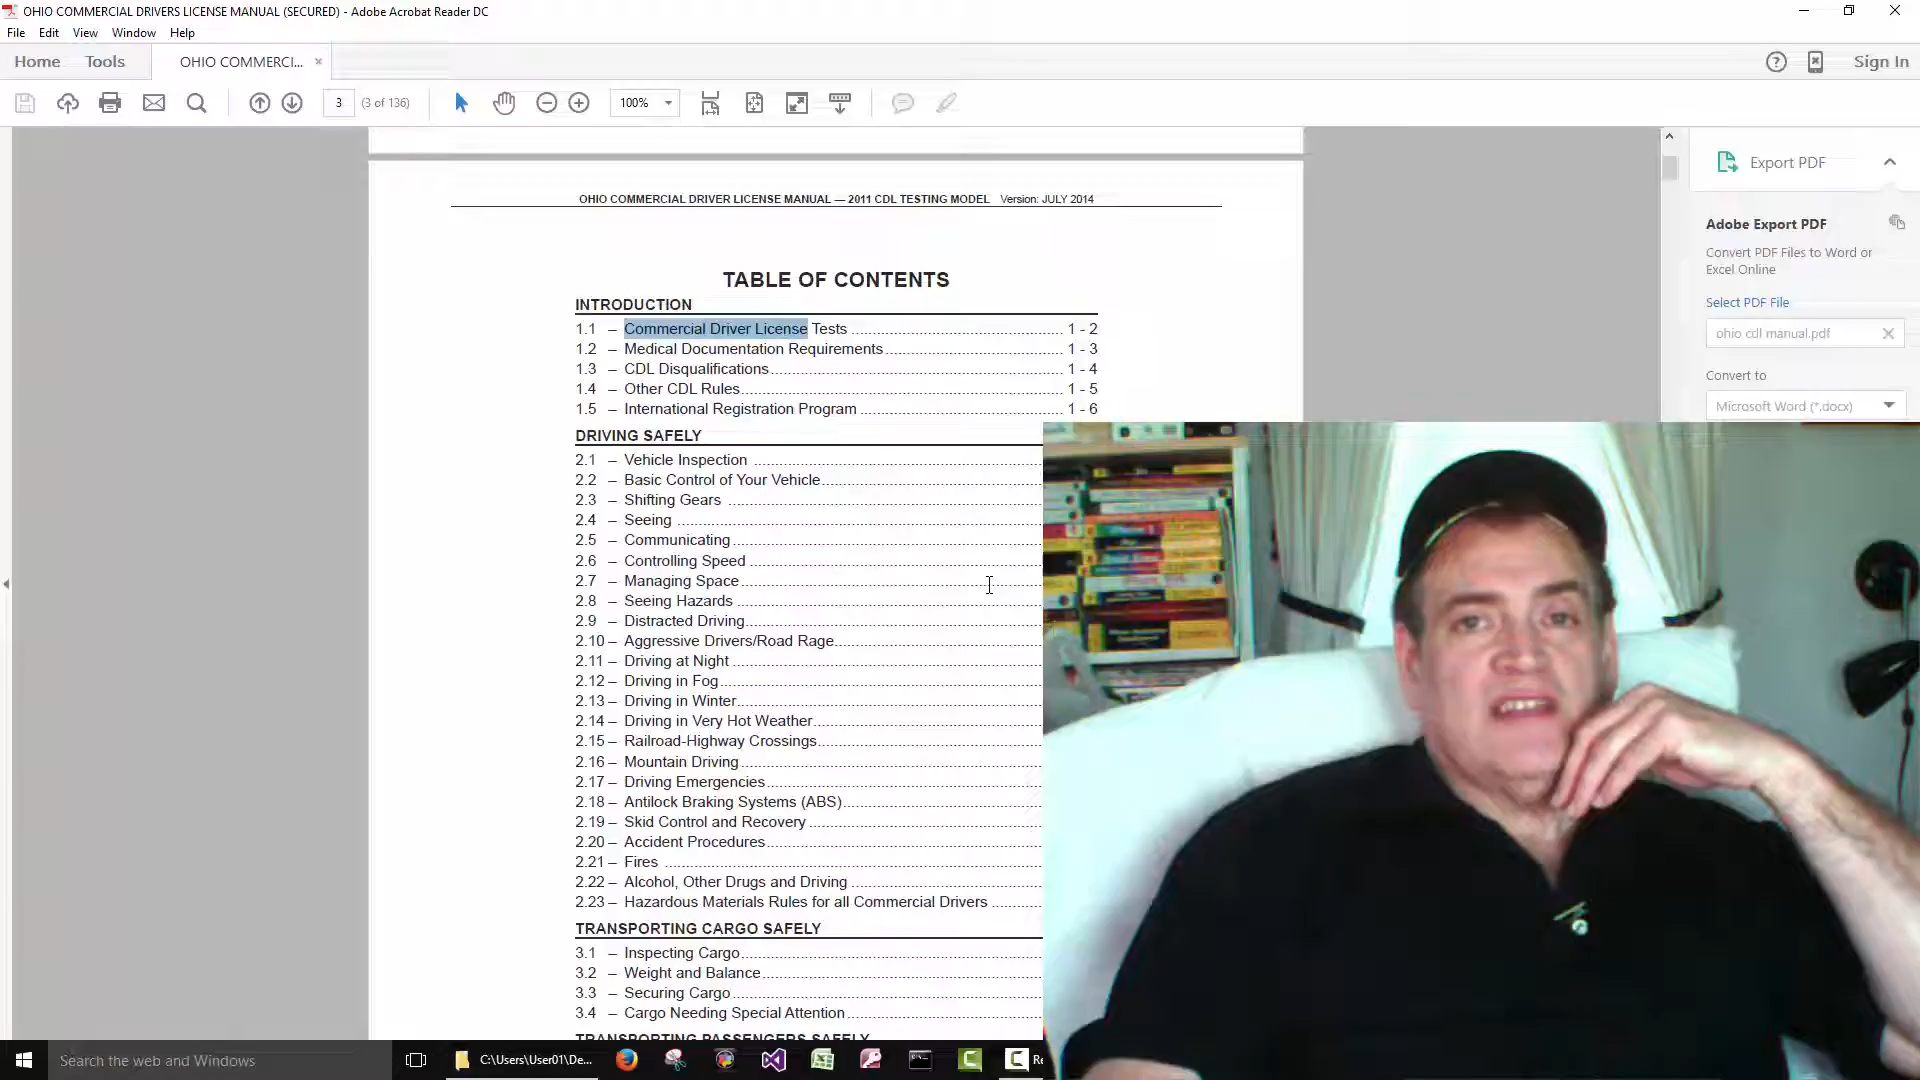 OHIO COMMERCIAL DRIVERS LICENSE MANUAL (SECURED) - Adobe Acrobat Reader DC
File Edit View Window Help
Home Tools OHIO COMMERCI... × Sign In
3 (3 of 136) 100%
OHIO COMMERCIAL DRIVER LICENSE MANUAL — 2011 CDL TESTING MODEL Version: JULY 2014
TABLE OF CONTENTS
INTRODUCTION
1.1 – Commercial Driver License Tests 1 - 2
1.2 – Medical Documentation Requirements 1 - 3
1.3 – CDL Disqualifications 1 - 4
1.4 – Other CDL Rules 1 - 5
1.5 – International Registration Program 1 - 6
DRIVING SAFELY
2.1 – Vehicle Inspection
2.2 – Basic Control of Your Vehicle
2.3 – Shifting Gears
2.4 – Seeing
2.5 – Communicating
2.6 – Controlling Speed
2.7 – Managing Space
2.8 – Seeing Hazards
2.9 – Distracted Driving
2.10 – Aggressive Drivers/Road Rage
2.11 – Driving at Night
2.12 – Driving in Fog
2.13 – Driving in Winter
2.14 – Driving in Very Hot Weather
2.15 – Railroad-Highway Crossings
2.16 – Mountain Driving
2.17 – Driving Emergencies
2.18 – Antilock Braking Systems (ABS)
2.19 – Skid Control and Recovery
2.20 – Accident Procedures
2.21 – Fires
2.22 – Alcohol, Other Drugs and Driving
2.23 – Hazardous Materials Rules for all Commercial Drivers
TRANSPORTING CARGO SAFELY
3.1 – Inspecting Cargo
3.2 – Weight and Balance
3.3 – Securing Cargo
3.4 – Cargo Needing Special Attention
TRANSPORTING PASSENGERS SAFELY
Export PDF
Adobe Export PDF
Convert PDF Files to Word or
Excel Online
Select PDF File
ohio cdl manual.pdf
Convert to
Microsoft Word (*.docx)
Search the web and Windows C:\Users\User01\De... Re